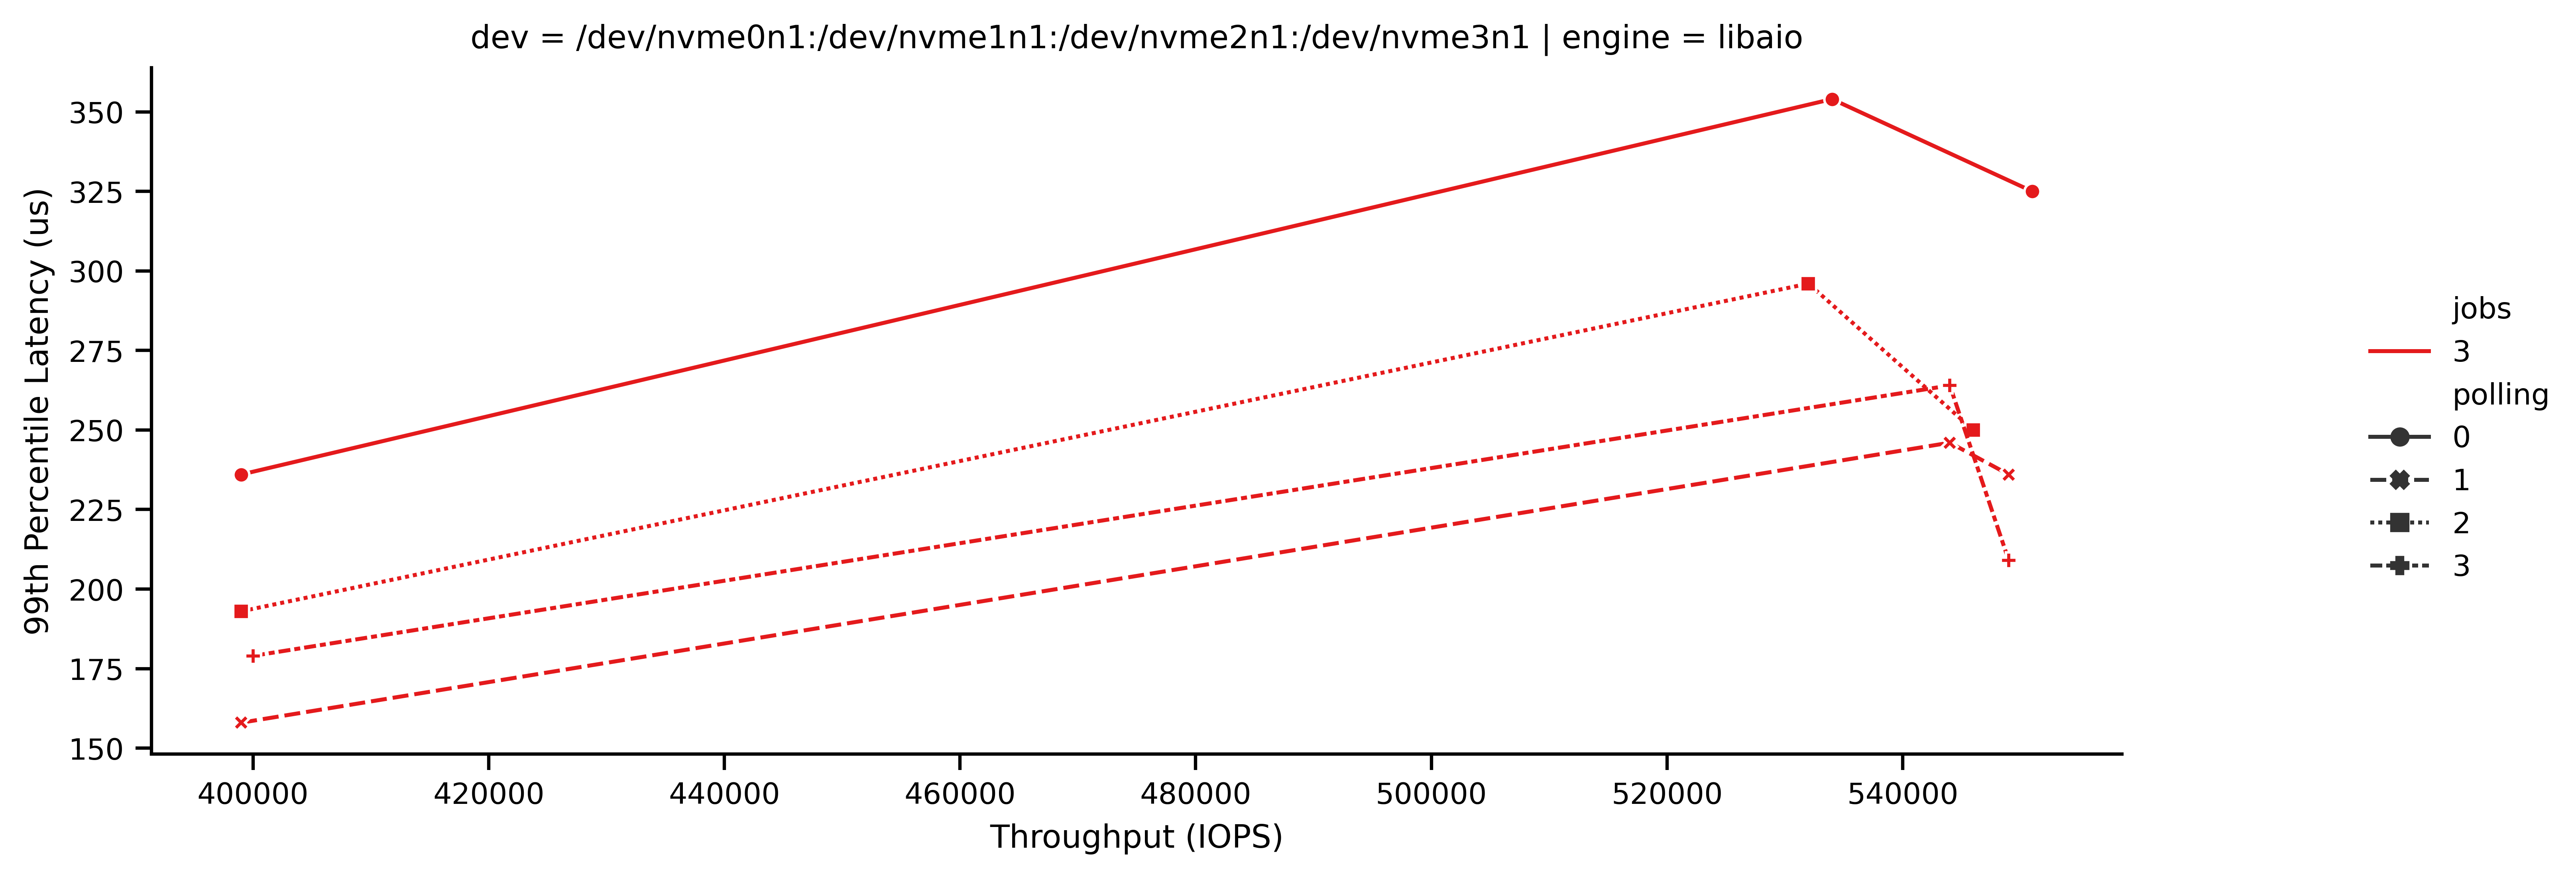 dev = /dev/nvme0n1:/dev/nvme1n1:/dev/nvme2n1:/dev/nvme3n1 | engine = libaio
99th Percentile Latency (us)
350
325
300
275
250
225
200
175
150
400000 420000 440000 460000 480000 500000 520000 540000
Throughput (IOPS)
jobs
3
polling
0
1
2
3